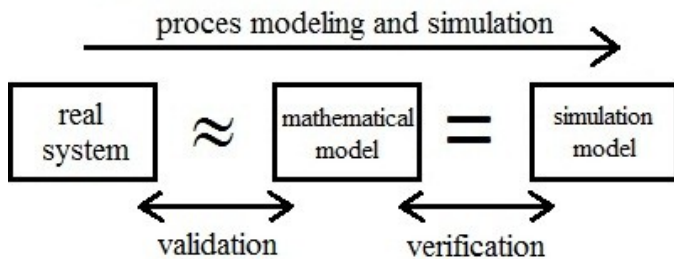 proces modeling and simulation
real
system
≈
mathematical
model
=
simulation
model
validation
verification